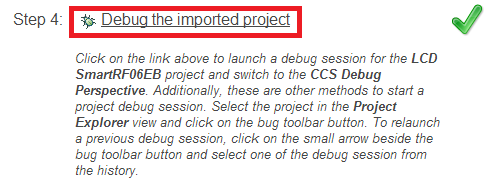 Step 4: Debug the imported project
Click on the link above to launch a debug session for the LCD
SmartRF06EB project and switch to the CCS Debug
Perspective. Additionally, these are other methods to start a
project debug session. Select the project in the Project
Explorer view and click on the bug toolbar button. To relaunch
a previous debug session, click on the small arrow beside the
bug toolbar button and select one of the debug session from
the history.